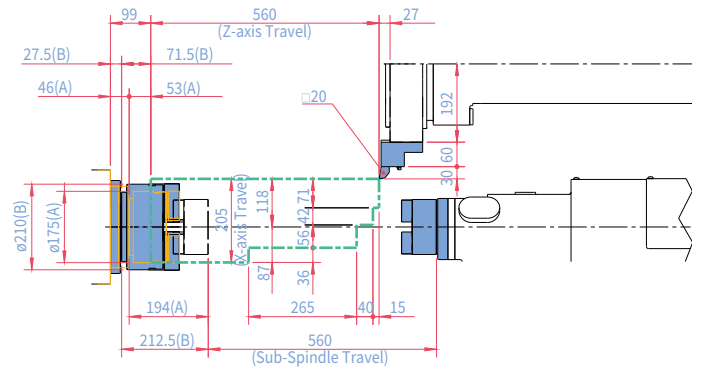 99
560
27
(Z-axis Travel)
27.5(B)
71.5(B)
46(A)
53(A)
□20
192
60
30
ø210(B)
ø175(A)
205
(X-axis Travel)
118
71
42
56
87
36
194(A)
265
40
15
212.5(B)
560
(Sub-Spindle Travel)